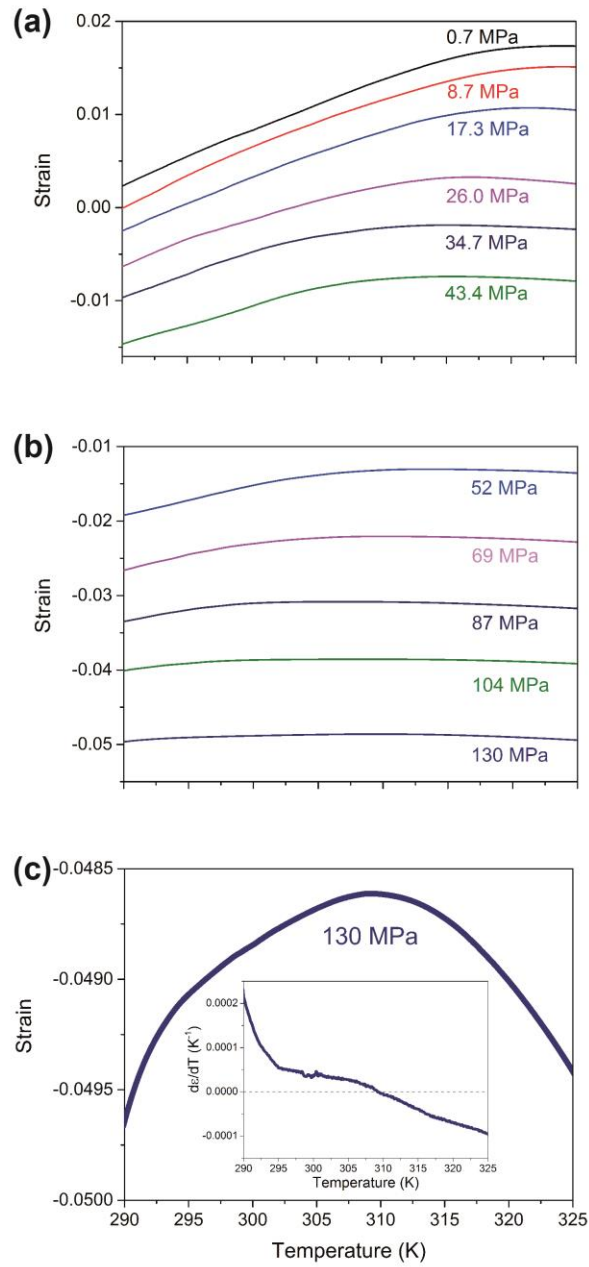 (a)
0.02
0.01
0.00
-0.01
Strain
0.7 MPa
8.7 MPa
17.3 MPa
26.0 MPa
34.7 MPa
43.4 MPa
(b)
-0.01
-0.02
-0.03
-0.04
-0.05
Strain
52 MPa
69 MPa
87 MPa
104 MPa
130 MPa
(c)
-0.0485
-0.0490
-0.0495
-0.0500
Strain
130 MPa
0.0002
0.0001
0.0000
-0.0001
dε/dT (K⁻¹)
290 295 300 305 310 315 320 325
Temperature (K)
290 295 300 305 310 315 320 325
Temperature (K)